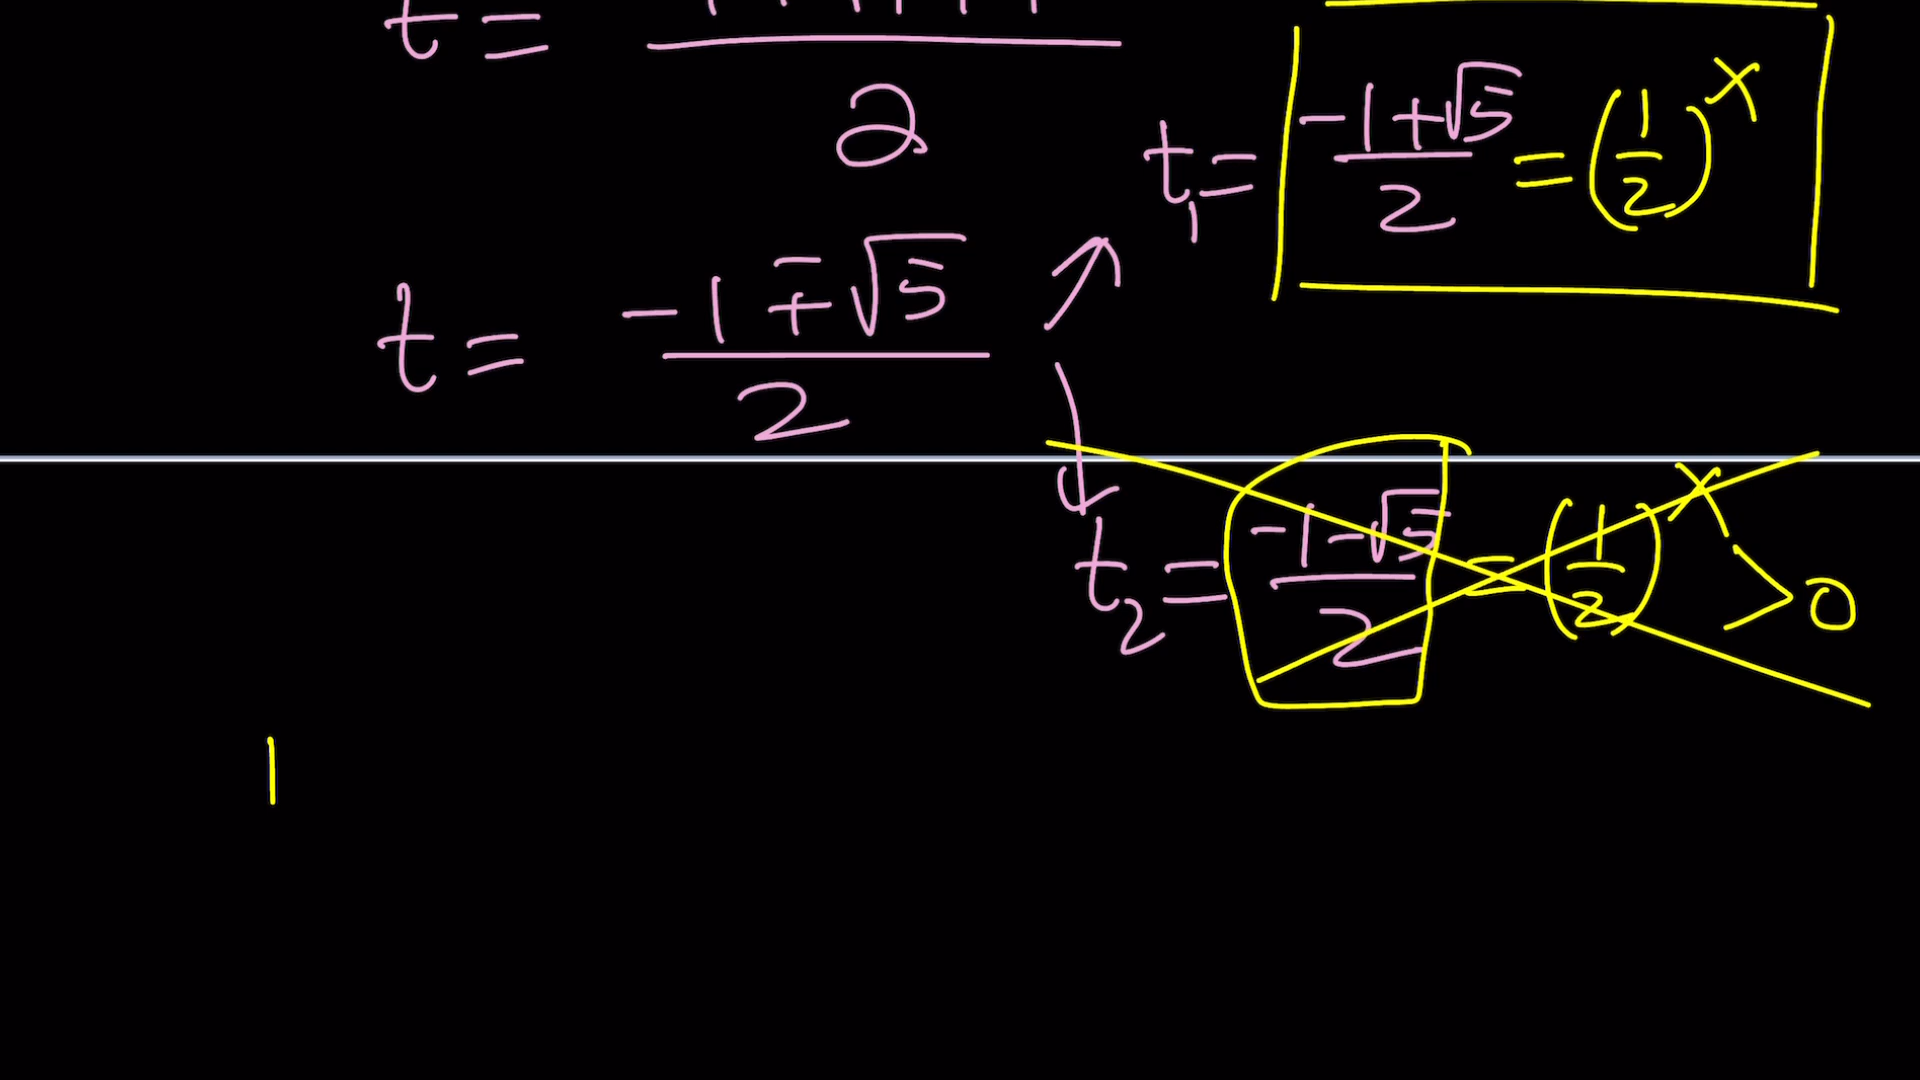 t =
2
t₁ = (-1+√5)/2 = (1/2)^x
t = (-1∓√5)/2
t₂ = (-1-√5)/2 = (1/2)^x > 0
1